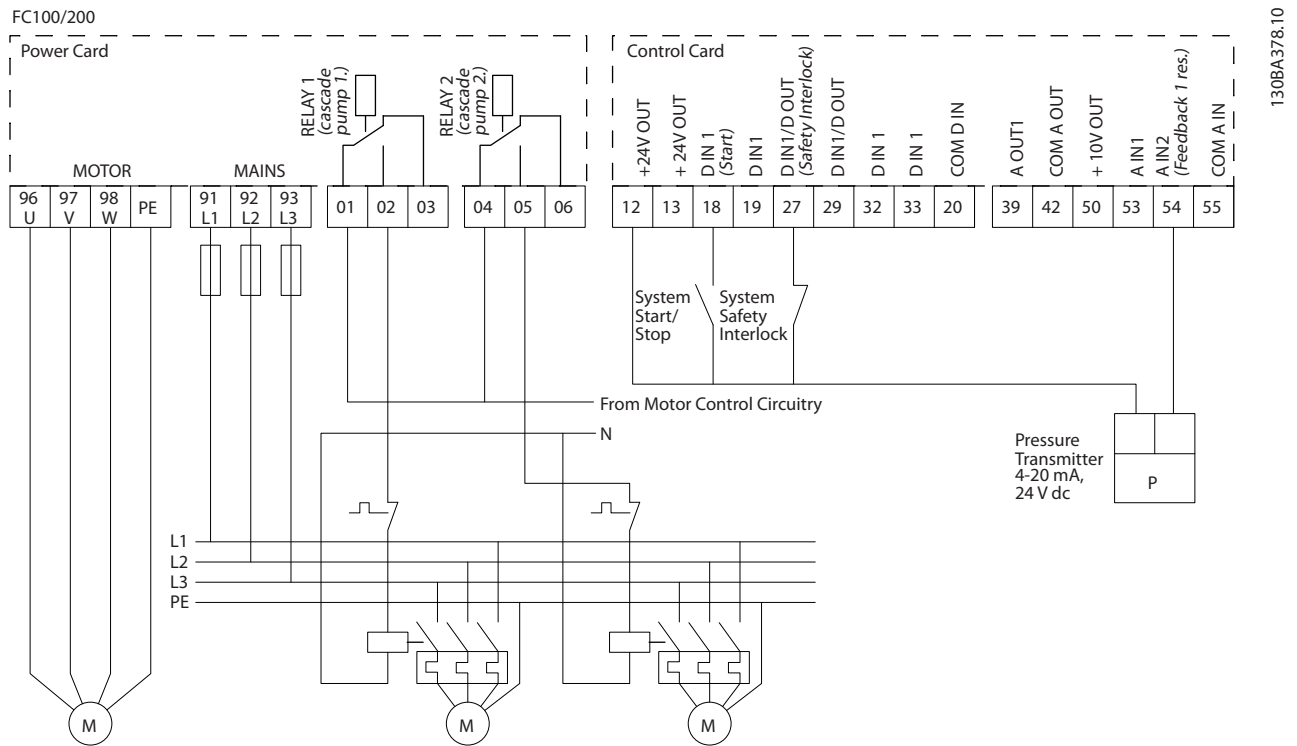 FC100/200
130BA378.10
Power Card
Control Card
RELAY 1
(cascade
pump 1.)
RELAY 2
(cascade
pump 2.)
MOTOR
MAINS
+24V OUT
+ 24V OUT
D IN 1
(Start)
D IN1
D IN1/D OUT
(Safety Interlock)
D IN1/D OUT
D IN 1
D IN 1
COM D IN
A OUT1
COM A OUT
+ 10V OUT
A IN1
A IN2
(Feedback 1 res.)
COM A IN
96 97 98 PE
U V W
91 92 93
L1 L2 L3
01 02 03
04 05 06
12 13 18 19 27 29 32 33 20
39 42 50 53 54 55
System
Start/
Stop
System
Safety
Interlock
From Motor Control Circuitry
N
Pressure
Transmitter
4-20 mA,
24 V dc
P
L1
L2
L3
PE
M
M
M